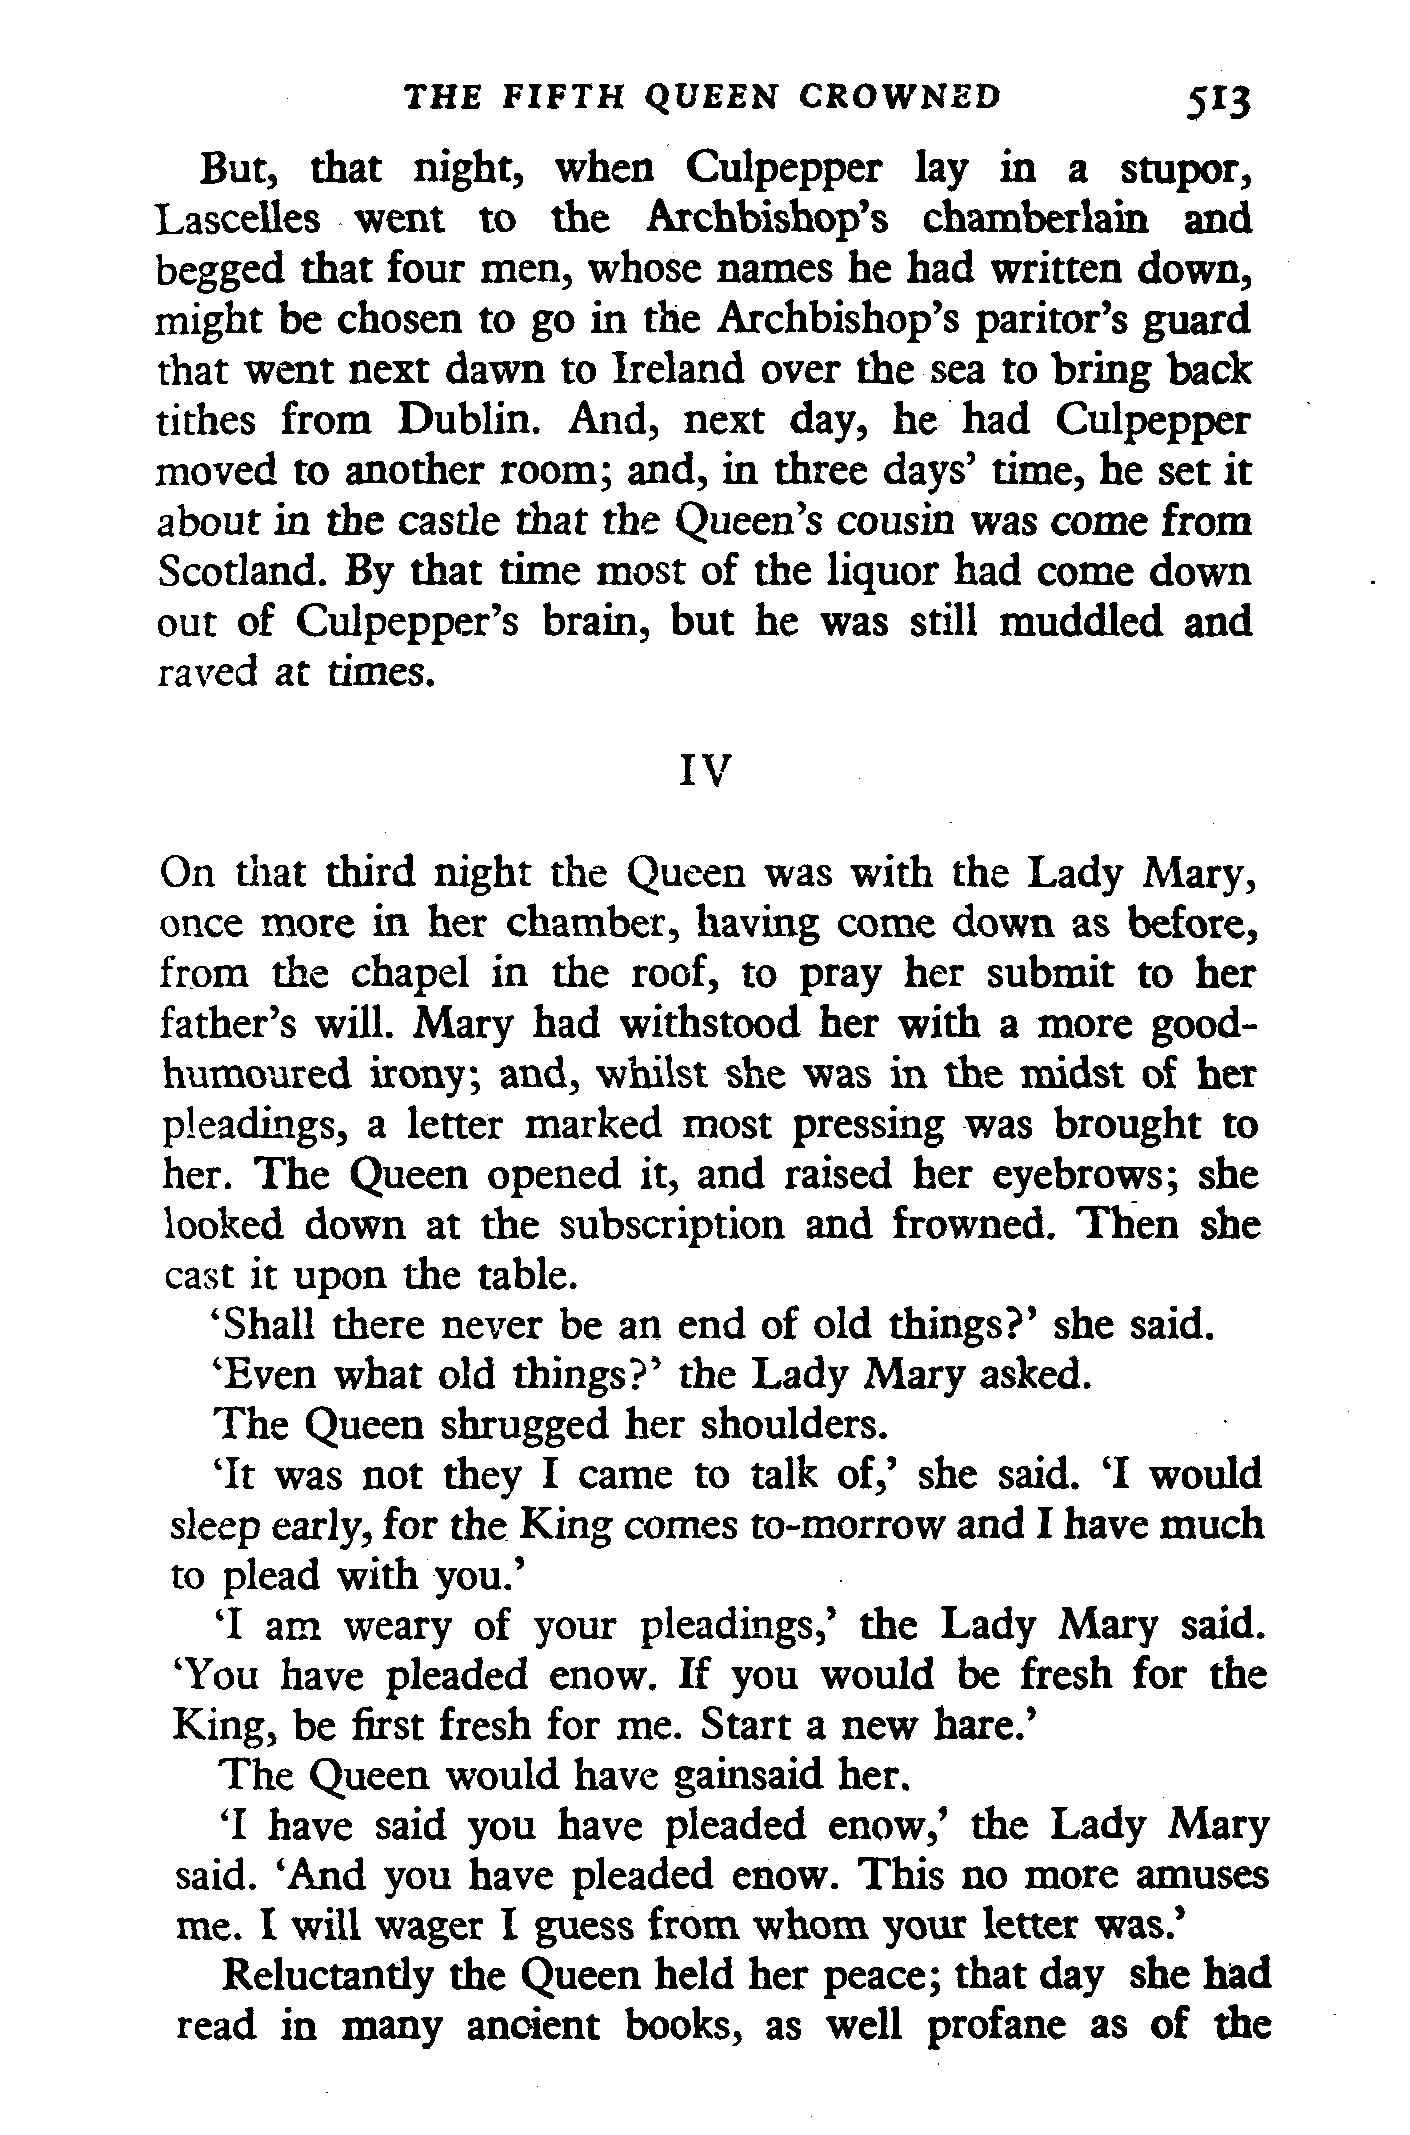 THE FIFTH QUEEN CROWNED 513
But, that night, when Culpepper lay in a stupor,
Lascelles went to the Archbishop's chamberlain and
begged that four men, whose names he had written down,
might be chosen to go in the Archbishop's paritor's guard
that went next dawn to Ireland over the sea to bring back
tithes from Dublin. And, next day, he had Culpepper
moved to another room; and, in three days' time, he set it
about in the castle that the Queen's cousin was come from
Scotland. By that time most of the liquor had come down
out of Culpepper's brain, but he was still muddled and
raved at times.
IV
On that third night the Queen was with the Lady Mary,
once more in her chamber, having come down as before,
from the chapel in the roof, to pray her submit to her
father's will. Mary had withstood her with a more good-
humoured irony; and, whilst she was in the midst of her
pleadings, a letter marked most pressing was brought to
her. The Queen opened it, and raised her eyebrows; she
looked down at the subscription and frowned. Then she
cast it upon the table.
‘Shall there never be an end of old things?’ she said.
‘Even what old things?’ the Lady Mary asked.
The Queen shrugged her shoulders.
‘It was not they I came to talk of,’ she said. ‘I would
sleep early, for the King comes to-morrow and I have much
to plead with you.’
‘I am weary of your pleadings,’ the Lady Mary said.
‘You have pleaded enow. If you would be fresh for the
King, be first fresh for me. Start a new hare.’
The Queen would have gainsaid her.
‘I have said you have pleaded enow,’ the Lady Mary
said. ‘And you have pleaded enow. This no more amuses
me. I will wager I guess from whom your letter was.’
Reluctantly the Queen held her peace; that day she had
read in many ancient books, as well profane as of the